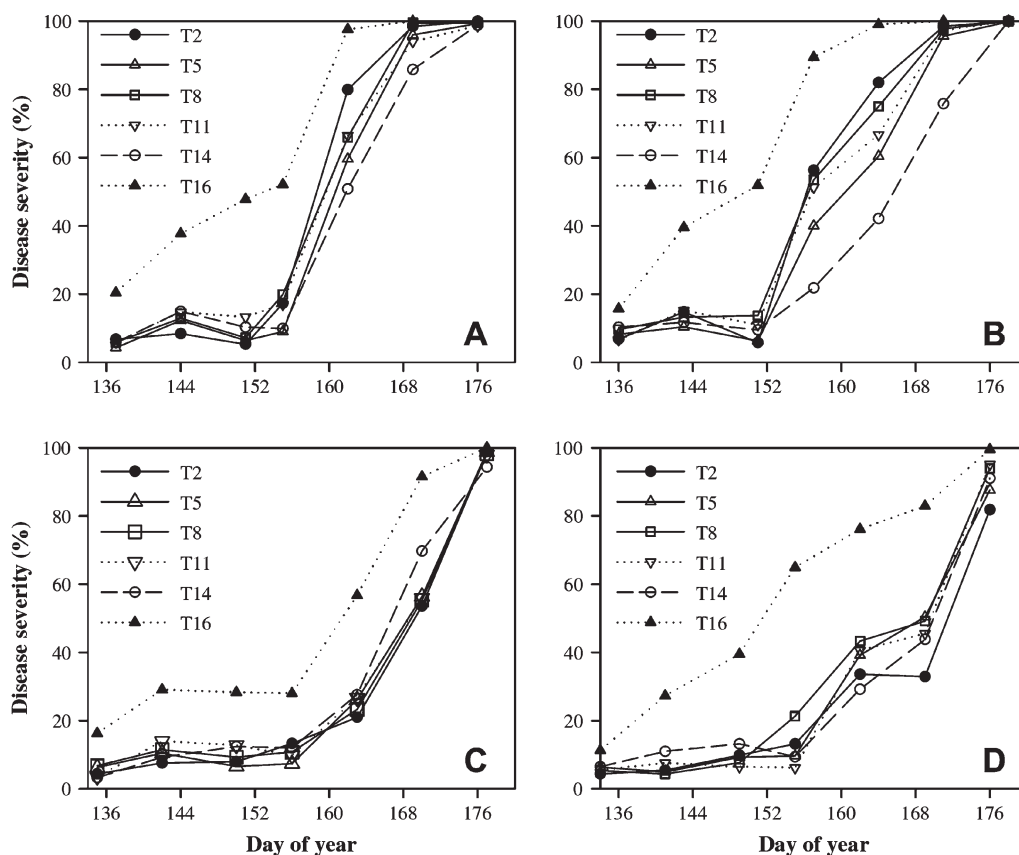 Disease severity (%)
100
80
60
40
20
0
T2
T5
T8
T11
T14
T16
A
136 144 152 160 168 176
100
80
60
40
20
0
T2
T5
T8
T11
T14
T16
B
136 144 152 160 168 176
Disease severity (%)
100
80
60
40
20
0
T2
T5
T8
T11
T14
T16
C
136 144 152 160 168 176
Day of year
100
80
60
40
20
0
T2
T5
T8
T11
T14
T16
D
136 144 152 160 168 176
Day of year